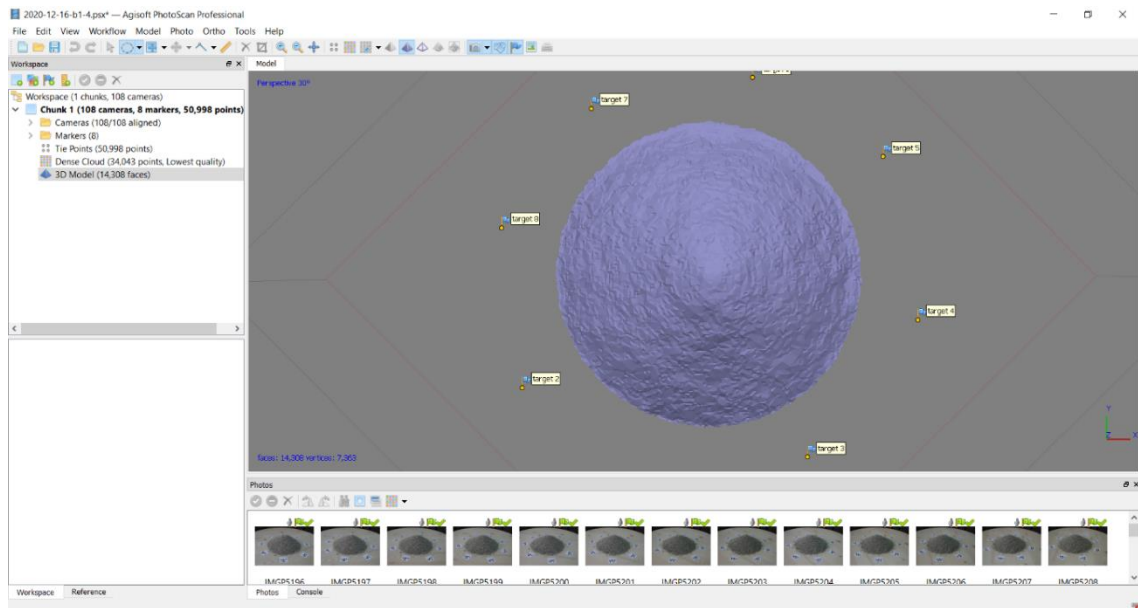 2020-12-16-b1-4.psx* — Agisoft PhotoScan Professional
File Edit View Workflow Model Photo Ortho Tools Help
Workspace
Model
Workspace (1 chunks, 108 cameras)
Chunk 1 (108 cameras, 8 markers, 50,998 points)
Cameras (108/108 aligned)
Markers (8)
Tie Points (50,998 points)
Dense Cloud (34,043 points, Lowest quality)
3D Model (14,308 faces)
Perspective 30°
target 7
target 5
target 8
target 4
target 2
target 3
Y
Z X
faces: 14,308 vertices: 7,363
Photos
IMGP5196 IMGP5197 IMGP5198 IMGP5199 IMGP5200 IMGP5201 IMGP5202 IMGP5203 IMGP5204 IMGP5205 IMGP5206 IMGP5207 IMGP5208
Workspace Reference
Photos Console